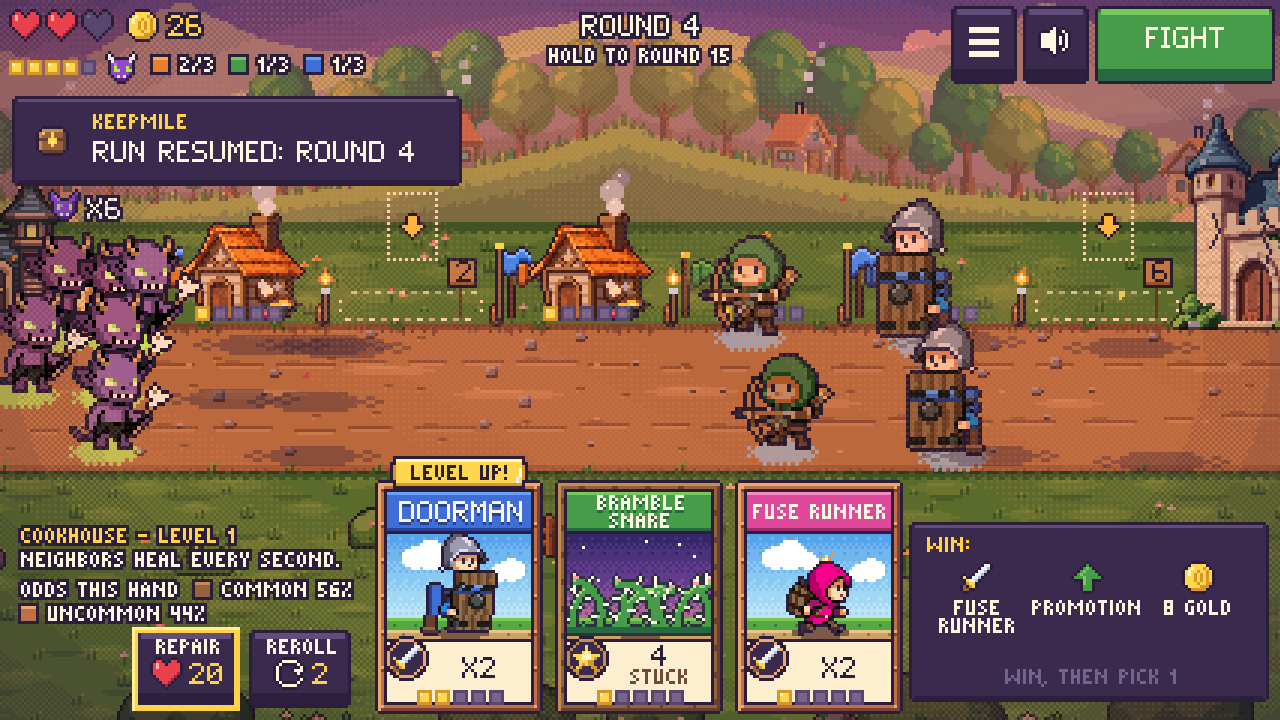 26
ROUND 4
HOLD TO ROUND 15
FIGHT
2/3
1/3
1/3
KEEPMILE
RUN RESUMED: ROUND 4
X6
2
6
LEVEL UP!
DOORMAN
X2
BRAMBLE
SNARE
4
STUCK
FUSE RUNNER
X2
COOKHOUSE - LEVEL 1
NEIGHBORS HEAL EVERY SECOND.
ODDS THIS HAND COMMON 56%
UNCOMMON 44%
REPAIR
20
REROLL
2
WIN:
FUSE
RUNNER
PROMOTION
8 GOLD
WIN, THEN PICK 1